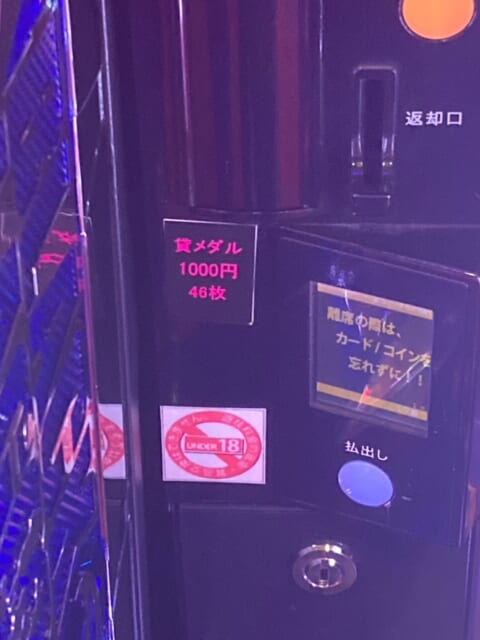 返却口
貸メダル
1000円
46枚
離席の際は、
カード/コインを
忘れずに!!
払出し
UNDER 18